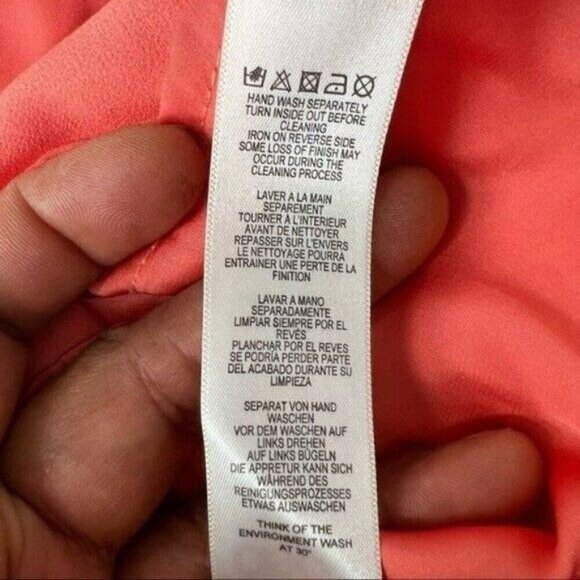 HAND WASH SEPARATELY
TURN INSIDE OUT BEFORE
CLEANING
IRON ON REVERSE SIDE
SOME LOSS OF FINISH MAY
OCCUR DURING THE
CLEANING PROCESS
LAVER A LA MAIN
SEPAREMENT
TOURNER A L'INTERIEUR
AVANT DE NETTOYER
REPASSER SUR L'ENVERS
LE NETTOYAGE POURRA
ENTRAINER UNE PERTE DE LA
FINITION
LAVAR A MANO
SEPARADAMENTE
LIMPIAR SIEMPRE POR EL
REVES
PLANCHAR POR EL REVES
SE PODRÍA PERDER PARTE
DEL ACABADO DURANTE SU
LIMPIEZA
SEPARAT VON HAND
WASCHEN
VOR DEM WASCHEN AUF
LINKS DREHEN
AUF LINKS BÜGELN
DIE APPRETUR KANN SICH
WÄHREND DES
REINIGUNGSPROZESSES
ETWAS AUSWASCHEN
THINK OF THE
ENVIRONMENT WASH
AT 30°